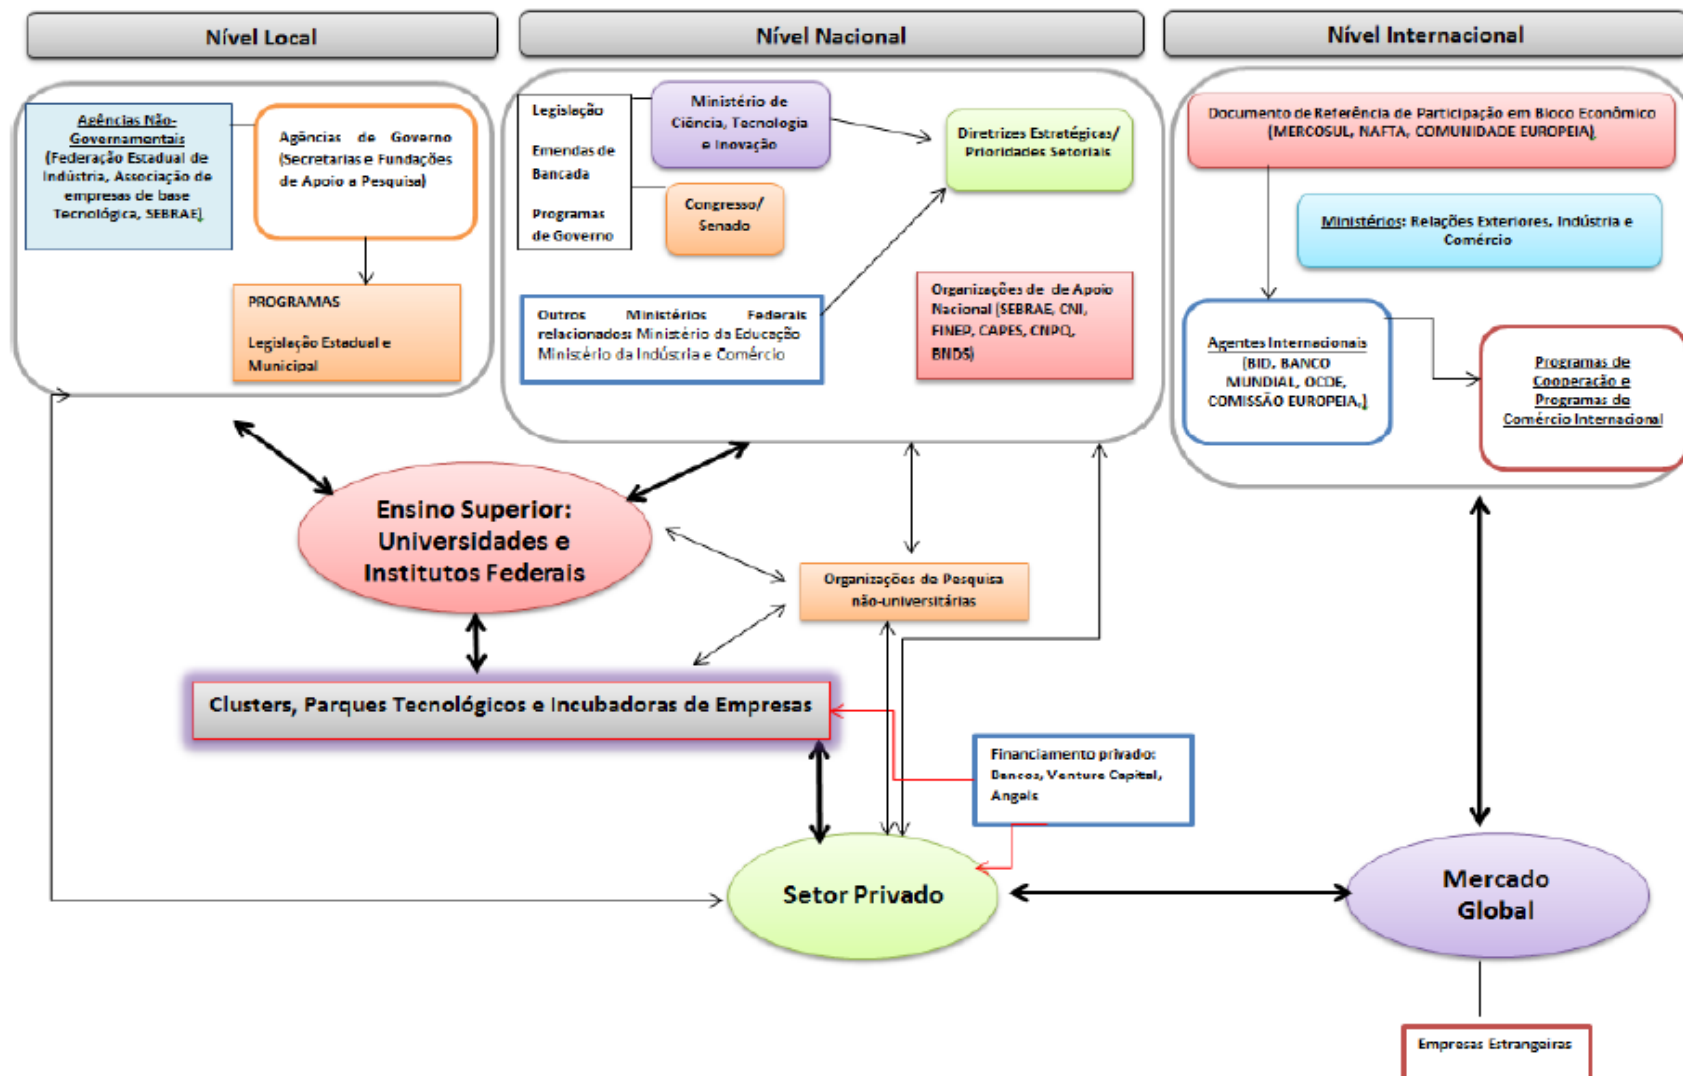 Nível Local
Nível Nacional
Nível Internacional
Agências Não-
Governamentais
(Federação Estadual de
Indústria, Associação de
empresas de base
Tecnológica, SEBRAE)
Agências de Governo
(Secretarias e Fundações
de Apoio a Pesquisa)
PROGRAMAS
Legislação Estadual e
Municipal
Legislação
Emendas de
Bancada
Programas
de Governo
Ministério de
Ciência, Tecnologia
e Inovação
Congresso/
Senado
Diretrizes Estratégicas/
Prioridades Setoriais
Outros Ministérios Federais
relacionados: Ministério da Educação
Ministério da Indústria e Comércio
Organizações de de Apoio
Nacional (SEBRAE, CNI,
FINEP, CAPES, CNPQ,
BNDS)
Documento de Referência de Participação em Bloco Econômico
(MERCOSUL, NAFTA, COMUNIDADE EUROPEIA)
Ministérios: Relações Exteriores, Indústria e
Comércio
Agentes Internacionais
(BID, BANCO
MUNDIAL, OCDE,
COMISSÃO EUROPEIA,)
Programas de
Cooperação e
Programas de
Comércio Internacional
Ensino Superior:
Universidades e
Institutos Federais
Organizações de Pesquisa
não-universitárias
Clusters, Parques Tecnológicos e Incubadoras de Empresas
Financiamento privado:
Bancos, Venture Capital,
Angels
Setor Privado
Mercado
Global
Empresas Estrangeiras